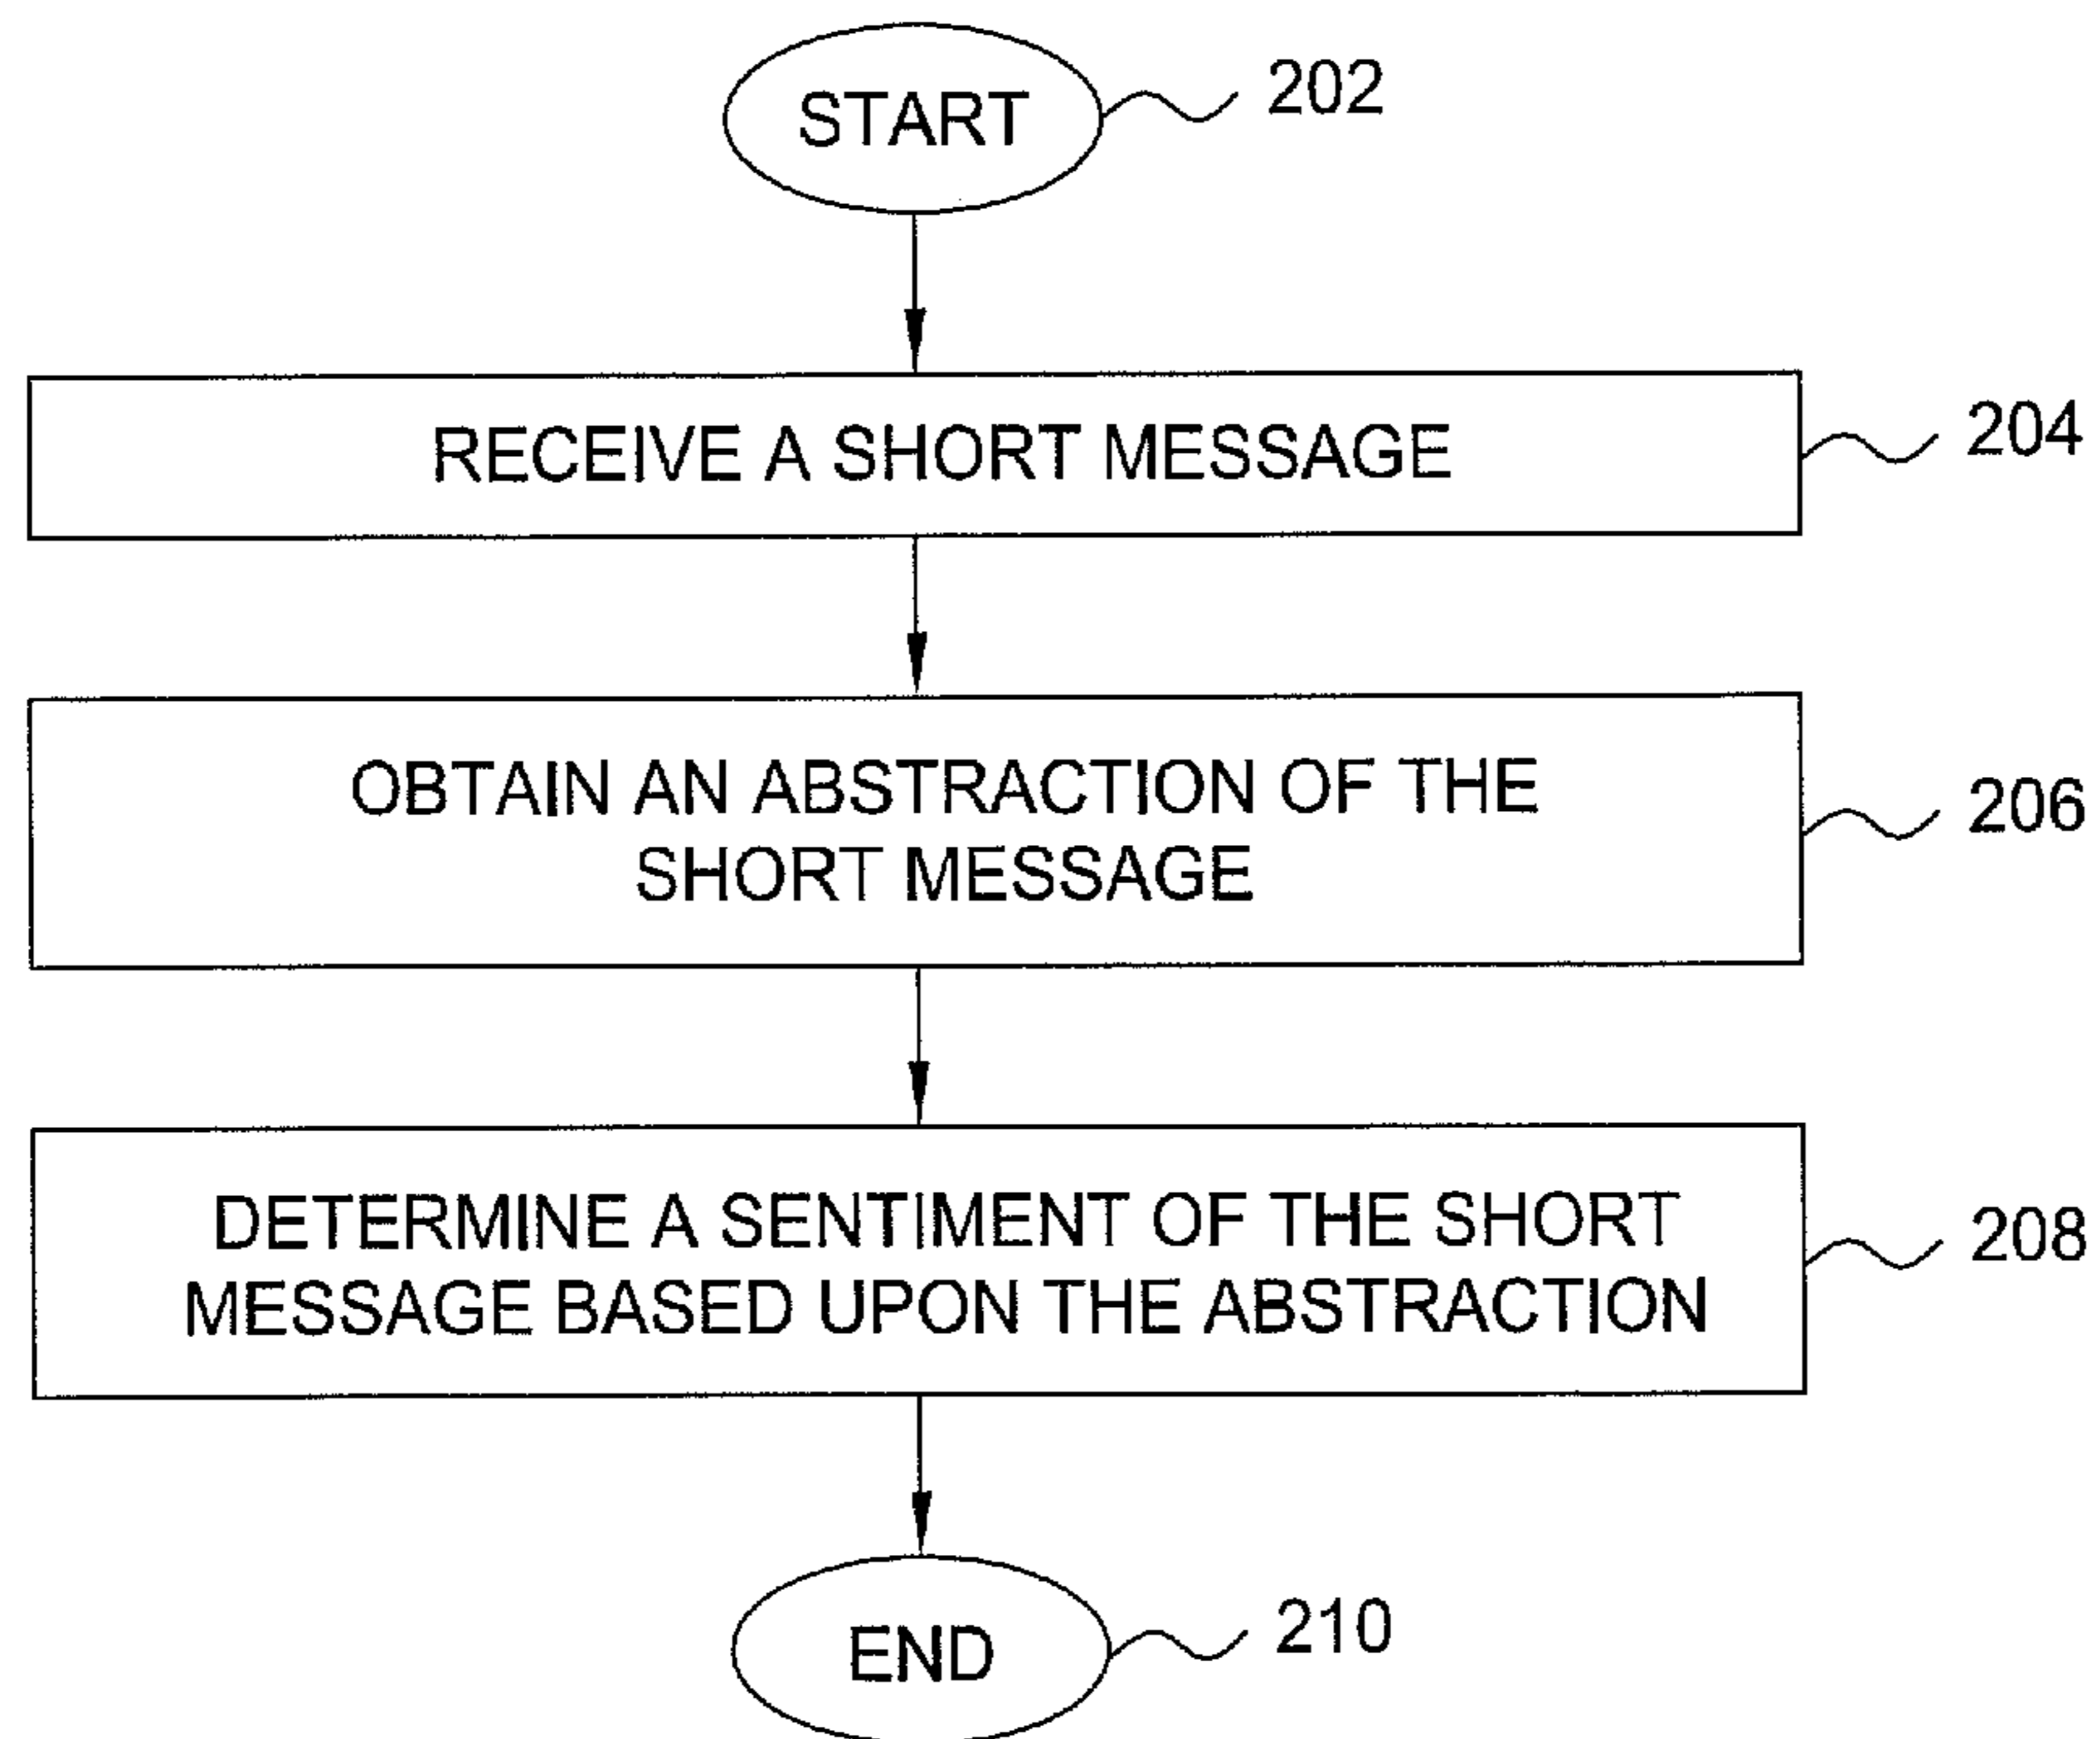 START
202
RECEIVE A SHORT MESSAGE
204
OBTAIN AN ABSTRACTION OF THE
SHORT MESSAGE
206
DETERMINE A SENTIMENT OF THE SHORT
MESSAGE BASED UPON THE ABSTRACTION
208
END
210